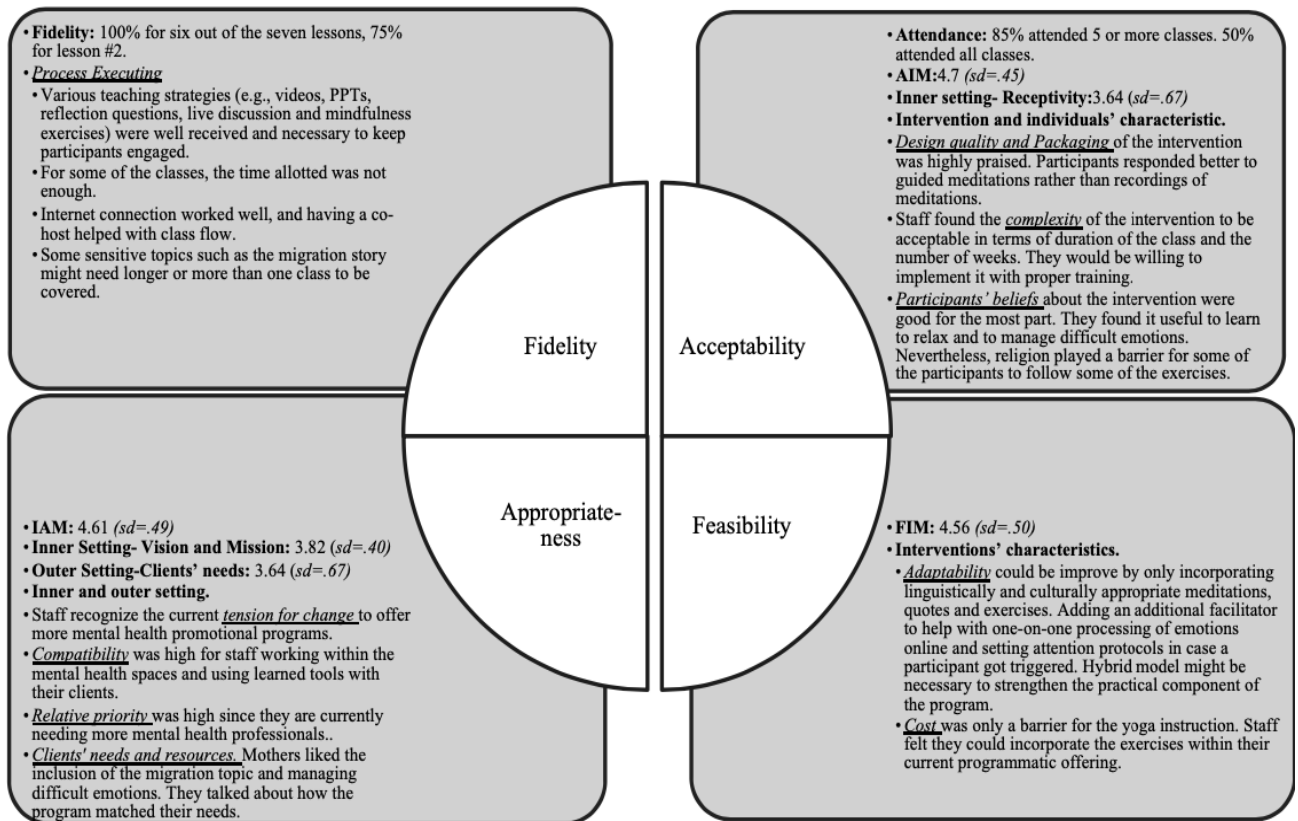 • Fidelity: 100% for six out of the seven lessons, 75%
for lesson #2.
• Process Executing
• Various teaching strategies (e.g., videos, PPTs,
reflection questions, live discussion and mindfulness
exercises) were well received and necessary to keep
participants engaged.
• For some of the classes, the time allotted was not
enough.
• Internet connection worked well, and having a co-
host helped with class flow.
• Some sensitive topics such as the migration story
might need longer or more than one class to be
covered.
• Attendance: 85% attended 5 or more classes. 50%
attended all classes.
• AIM:4.7 (sd=.45)
• Inner setting- Receptivity:3.64 (sd=.67)
• Intervention and individuals’ characteristic.
• Design quality and Packaging of the intervention
was highly praised. Participants responded better to
guided meditations rather than recordings of
meditations.
• Staff found the complexity of the intervention to be
acceptable in terms of duration of the class and the
number of weeks. They would be willing to
implement it with proper training.
• Participants’ beliefs about the intervention were
good for the most part. They found it useful to learn
to relax and to manage difficult emotions.
Nevertheless, religion played a barrier for some of
the participants to follow some of the exercises.
Fidelity
Acceptability
Appropriate-
ness
Feasibility
• IAM: 4.61 (sd=.49)
• Inner Setting- Vision and Mission: 3.82 (sd=.40)
• Outer Setting-Clients’ needs: 3.64 (sd=.67)
• Inner and outer setting.
• Staff recognize the current tension for change to offer
more mental health promotional programs.
• Compatibility was high for staff working within the
mental health spaces and using learned tools with
their clients.
• Relative priority was high since they are currently
needing more mental health professionals..
• Clients' needs and resources. Mothers liked the
inclusion of the migration topic and managing
difficult emotions. They talked about how the
program matched their needs.
• FIM: 4.56 (sd=.50)
• Interventions’ characteristics.
• Adaptability could be improve by only incorporating
linguistically and culturally appropriate meditations,
quotes and exercises. Adding an additional facilitator
to help with one-on-one processing of emotions
online and setting attention protocols in case a
participant got triggered. Hybrid model might be
necessary to strengthen the practical component of
the program.
• Cost was only a barrier for the yoga instruction. Staff
felt they could incorporate the exercises within their
current programmatic offering.